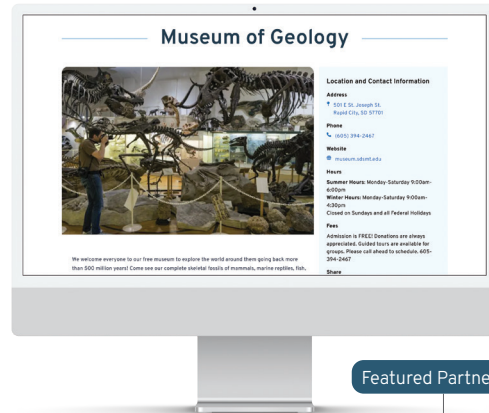 Museum of Geology
Location and Contact Information
Address
501 E St. Joseph St.
Rapid City, SD 57701
Phone
(605) 394-2467
Website
museum.sdsmt.edu
Hours
Summer Hours: Monday-Saturday 9:00am-
6:00pm
Winter Hours: Monday-Saturday 9:00am-
4:30pm
Closed on Sundays and all Federal Holidays
Fees
Admission is FREE! Donations are always
appreciated. Guided tours are available for
groups. Please call ahead to schedule. 605-
394-2467
Share
We welcome everyone to our free museum to explore the world around them going back more
than 500 million years! Come see our complete skeletal fossils of mammals, marine reptiles, fish,
Featured Partne